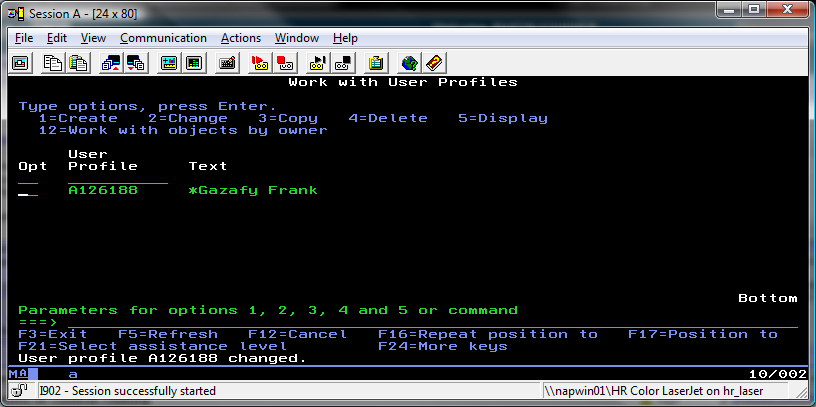 Session A - [24 x 80]
File Edit View Communication Actions Window Help
Work with User Profiles
Type options, press Enter.
1=Create 2=Change 3=Copy 4=Delete 5=Display
12=Work with objects by owner
User
Opt Profile Text
A126188 *Gazafy Frank
Bottom
Parameters for options 1, 2, 3, 4 and 5 or command
===>
F3=Exit F5=Refresh F12=Cancel F16=Repeat position to F17=Position to
F21=Select assistance level F24=More keys
User profile A126188 changed.
MA a 10/002
I902 - Session successfully started \\napwin01\HR Color LaserJet on hr_laser